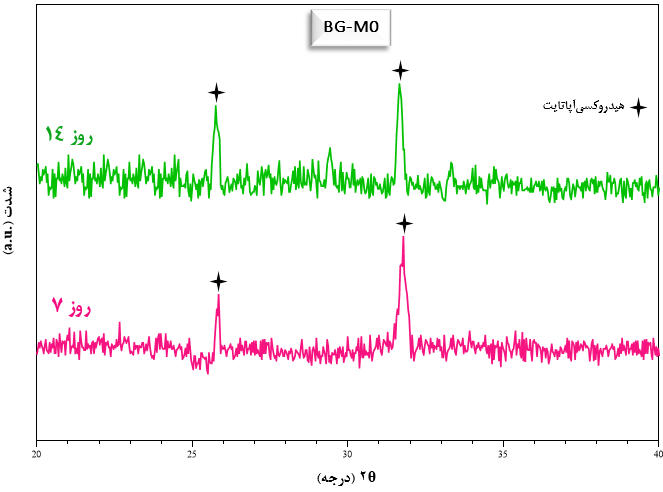 BG-M0
هیدروکسی‌آپاتایت
۱۴ روز
۷ روز
شدت (a.u.)
20 25 30 35 40
۲θ (درجه)